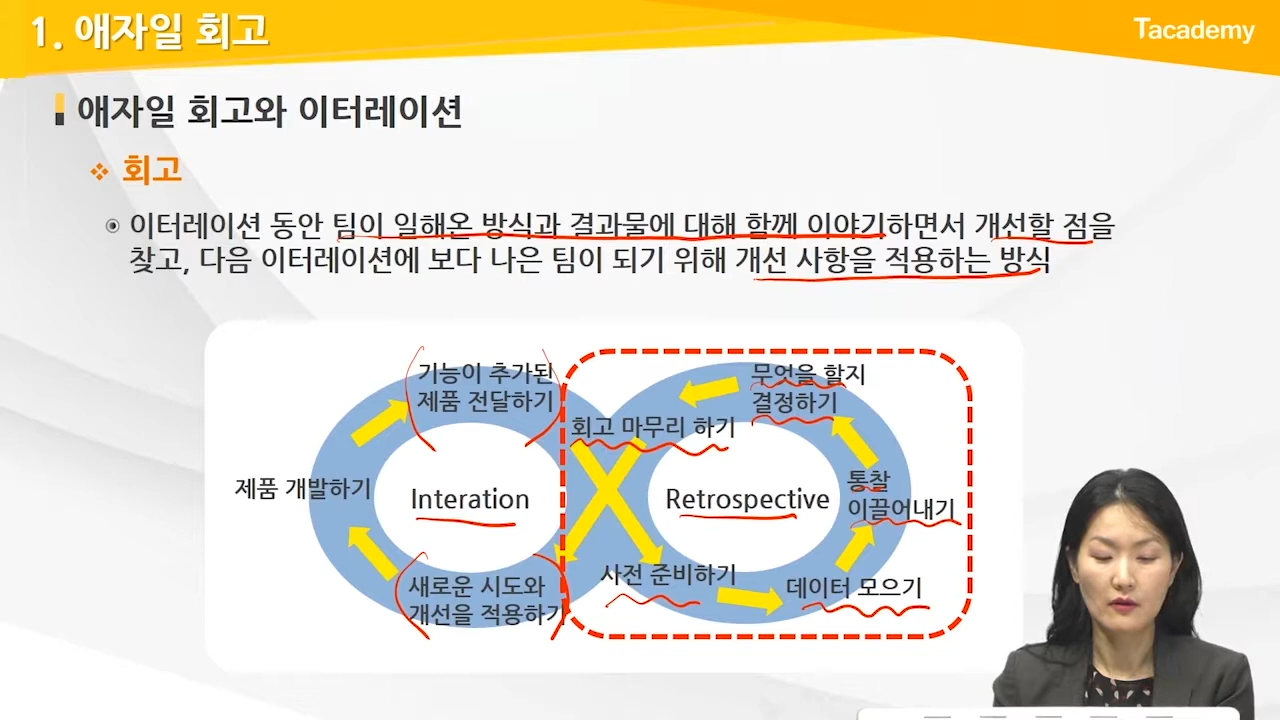 1. 애자일 회고
Tacademy
애자일 회고와 이터레이션
회고
이터레이션 동안 팀이 일해온 방식과 결과물에 대해 함께 이야기하면서 개선할 점을
찾고, 다음 이터레이션에 보다 나은 팀이 되기 위해 개선 사항을 적용하는 방식
기능이 추가된
제품 전달하기
제품 개발하기
Interation
새로운 시도와
개선을 적용하기
무엇을 할지
결정하기
회고 마무리 하기
Retrospective
통찰
이끌어내기
사전 준비하기
데이터 모으기